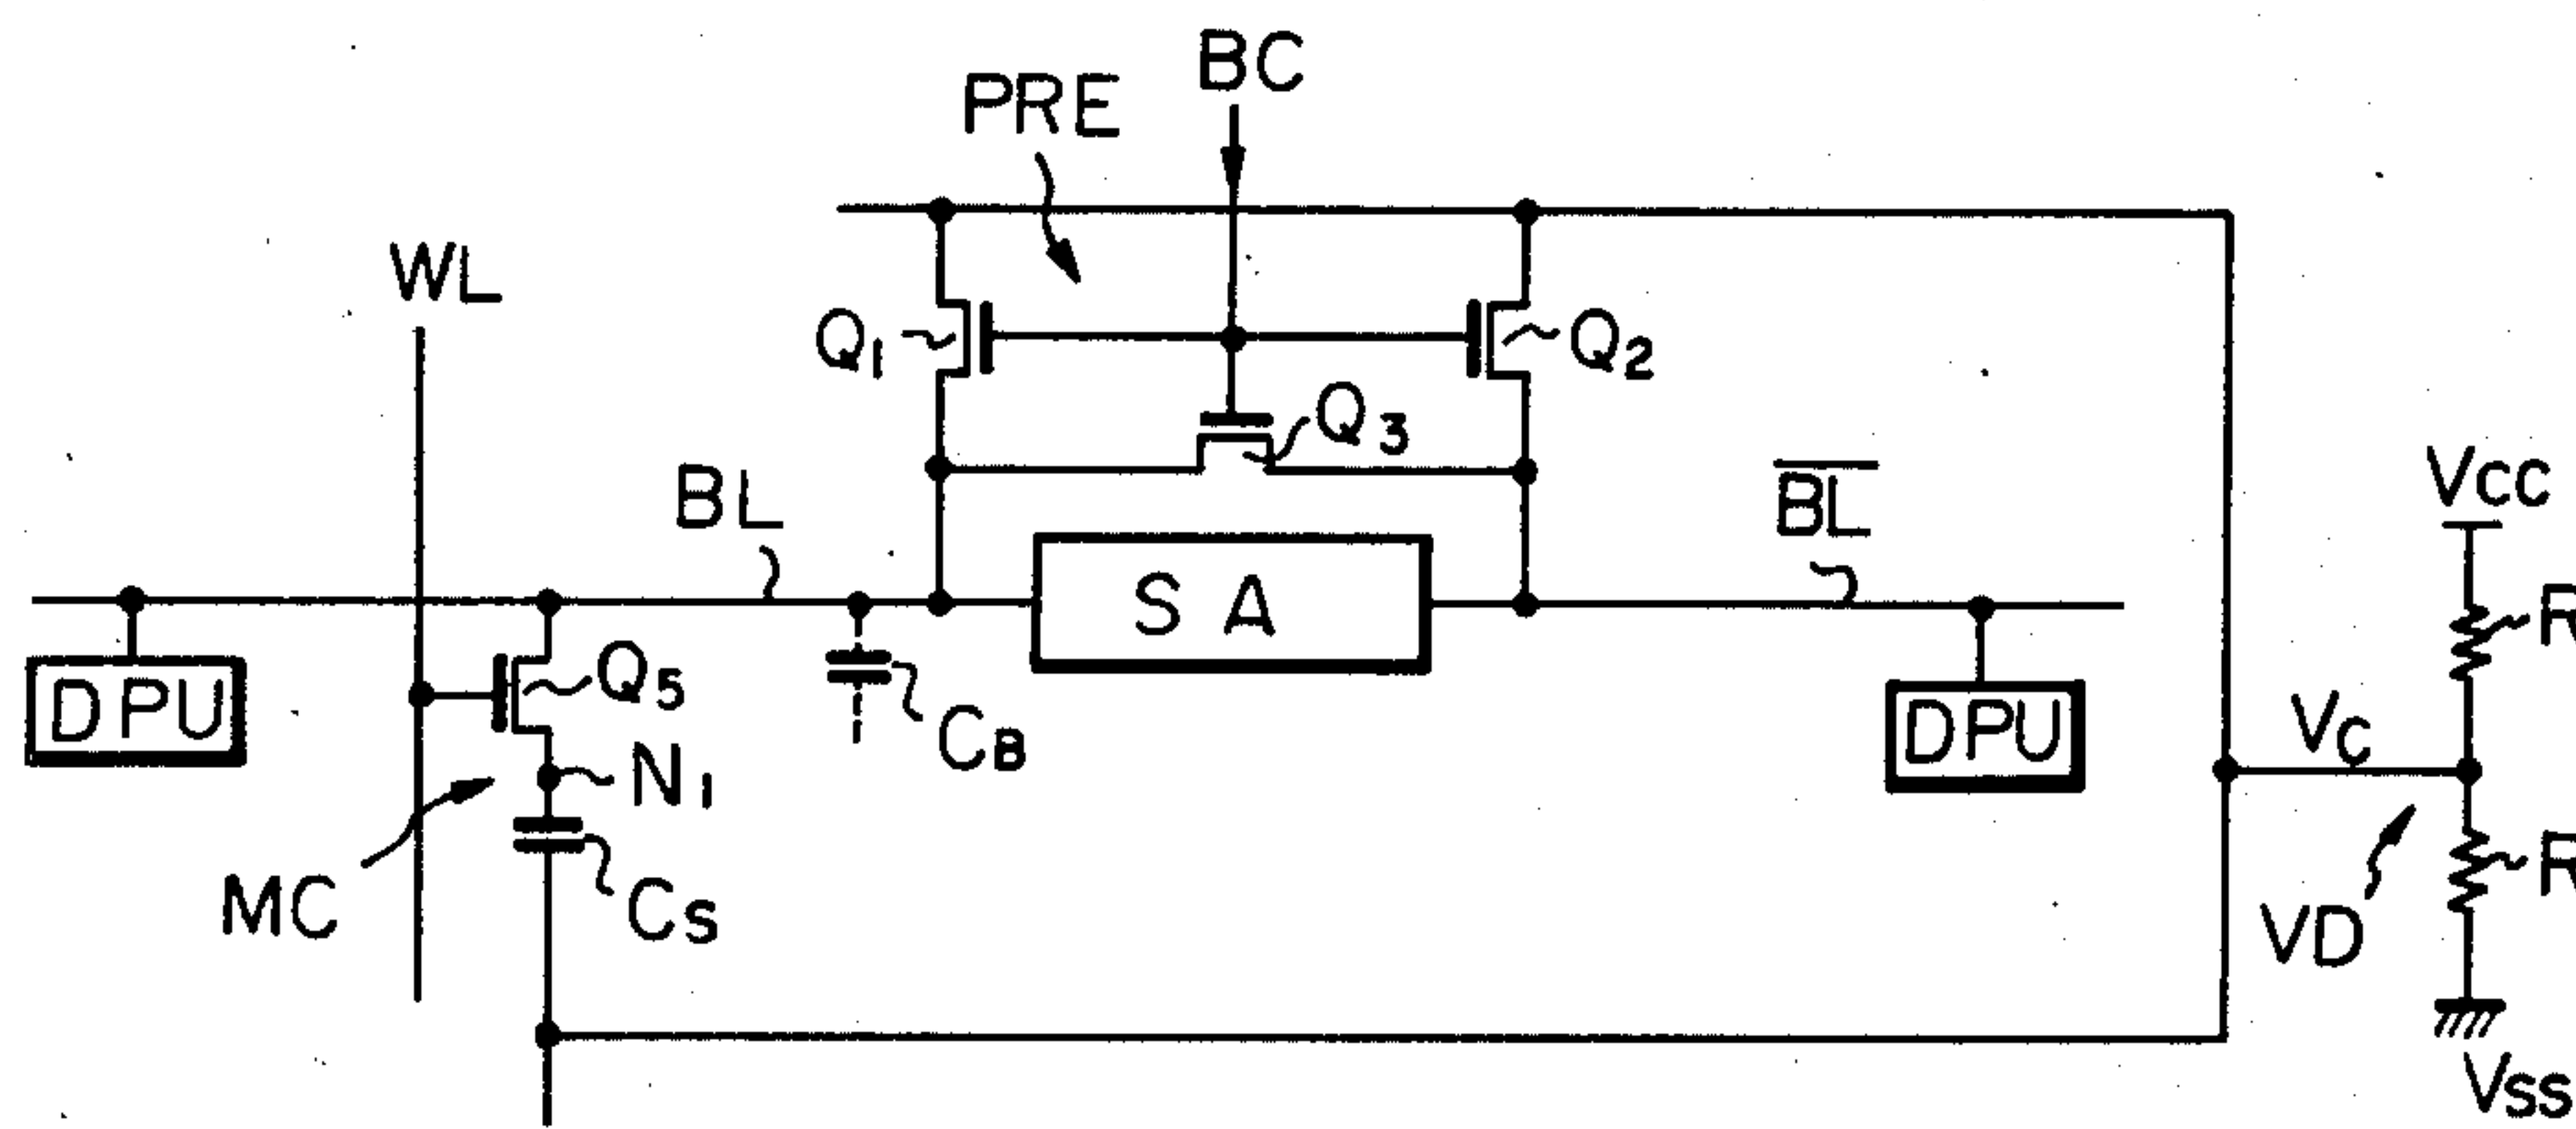 BC
PRE
WL
Q1
Q2
Q3
BL
B̅L̅
VCC
SA
R
DPU
Q5
CB
DPU
VC
N1
R
MC
CS
VD
VSS